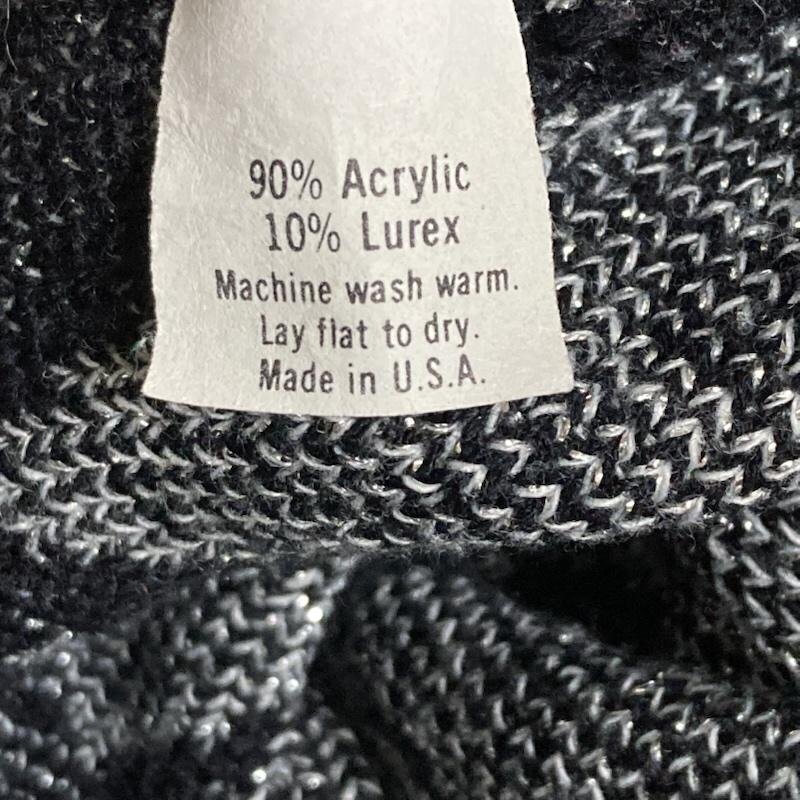 90% Acrylic
10% Lurex
Machine wash warm.
Lay flat to dry.
Made in U.S.A.